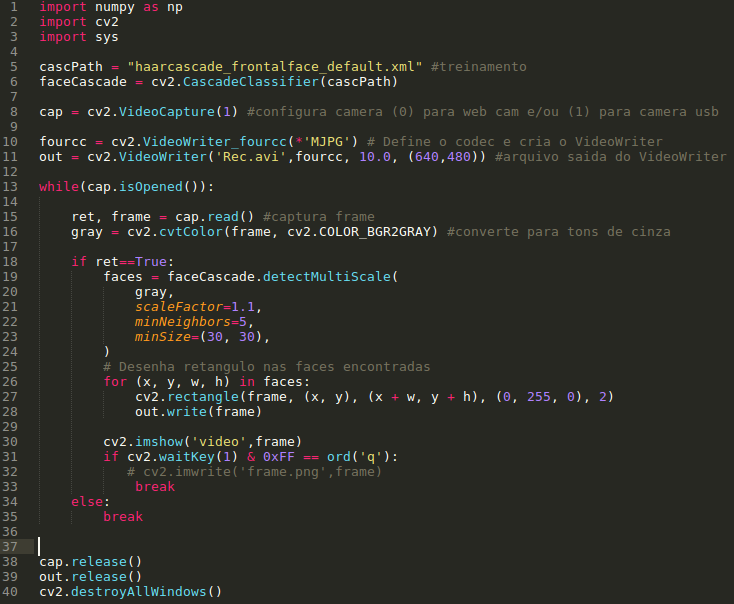 1 import numpy as np
2 import cv2
3 import sys
4
5 cascPath = "haarcascade_frontalface_default.xml" #treinamento
6 faceCascade = cv2.CascadeClassifier(cascPath)
7
8 cap = cv2.VideoCapture(1) #configura camera (0) para web cam e/ou (1) para camera usb
9
10 fourcc = cv2.VideoWriter_fourcc(*'MJPG') # Define o codec e cria o VideoWriter
11 out = cv2.VideoWriter('Rec.avi',fourcc, 10.0, (640,480)) #arquivo saida do VideoWriter
12
13 while(cap.isOpened()):
14
15     ret, frame = cap.read() #captura frame
16     gray = cv2.cvtColor(frame, cv2.COLOR_BGR2GRAY) #converte para tons de cinza
17
18     if ret==True:
19         faces = faceCascade.detectMultiScale(
20             gray,
21             scaleFactor=1.1,
22             minNeighbors=5,
23             minSize=(30, 30),
24         )
25         # Desenha retangulo nas faces encontradas
26         for (x, y, w, h) in faces:
27             cv2.rectangle(frame, (x, y), (x + w, y + h), (0, 255, 0), 2)
28             out.write(frame)
29
30         cv2.imshow('video',frame)
31         if cv2.waitKey(1) & 0xFF == ord('q'):
32            # cv2.imwrite('frame.png',frame)
33             break
34     else:
35         break
36
37
38 cap.release()
39 out.release()
40 cv2.destroyAllWindows()